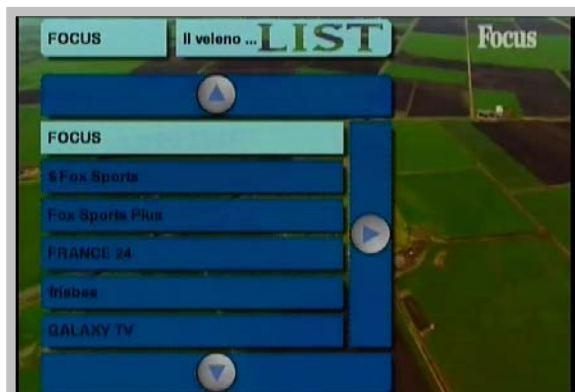 FOCUS
Il veleno ... LIST
Focus
FOCUS
$Fox Sports
Fox Sports Plus
FRANCE 24
frisbee
GALAXY TV